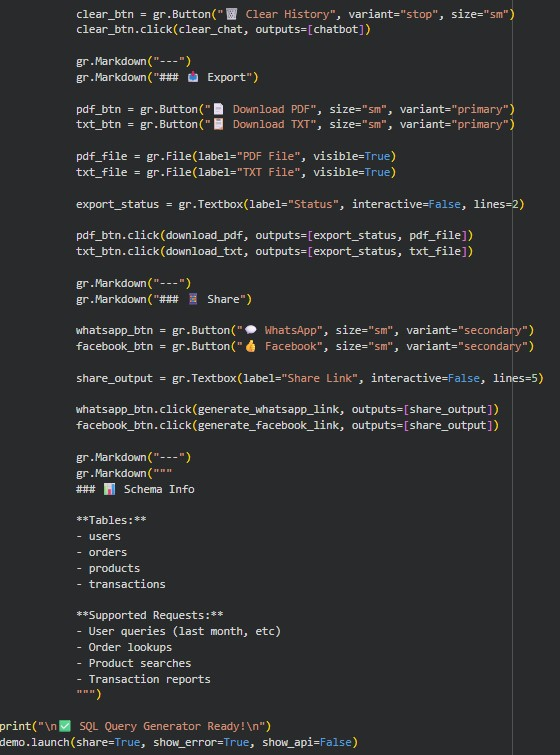 clear_btn = gr.Button("🗑️ Clear History", variant="stop", size="sm")
clear_btn.click(clear_chat, outputs=[chatbot])
gr.Markdown("---")
gr.Markdown("### 📥 Export")
pdf_btn = gr.Button("📄 Download PDF", size="sm", variant="primary")
txt_btn = gr.Button("📋 Download TXT", size="sm", variant="primary")
pdf_file = gr.File(label="PDF File", visible=True)
txt_file = gr.File(label="TXT File", visible=True)
export_status = gr.Textbox(label="Status", interactive=False, lines=2)
pdf_btn.click(download_pdf, outputs=[export_status, pdf_file])
txt_btn.click(download_txt, outputs=[export_status, txt_file])
gr.Markdown("---")
gr.Markdown("### 📱 Share")
whatsapp_btn = gr.Button("💬 WhatsApp", size="sm", variant="secondary")
facebook_btn = gr.Button("👍 Facebook", size="sm", variant="secondary")
share_output = gr.Textbox(label="Share Link", interactive=False, lines=5)
whatsapp_btn.click(generate_whatsapp_link, outputs=[share_output])
facebook_btn.click(generate_facebook_link, outputs=[share_output])
gr.Markdown("---")
gr.Markdown("""
### 📊 Schema Info
**Tables:**
- users
- orders
- products
- transactions
**Supported Requests:**
- User queries (last month, etc)
- Order lookups
- Product searches
- Transaction reports
""")
print("\n✅ SQL Query Generator Ready!\n")
demo.launch(share=True, show_error=True, show_api=False)